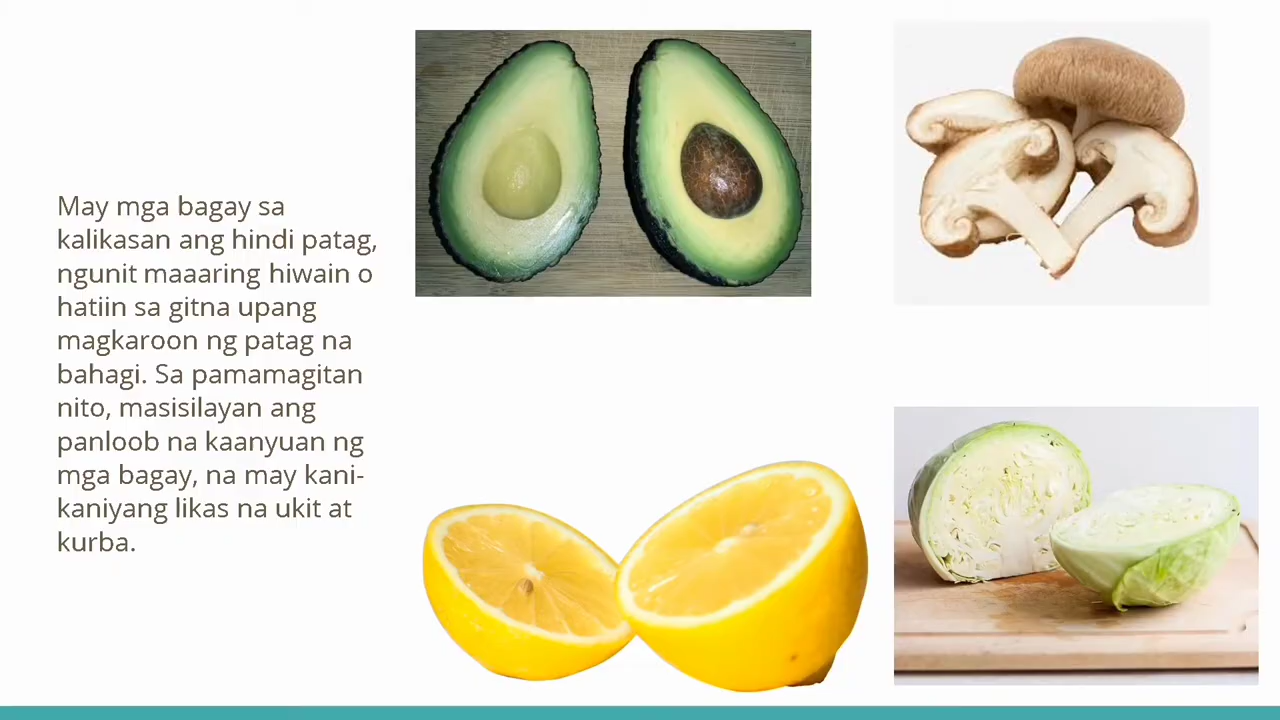 May mga bagay sa
kalikasan ang hindi patag,
ngunit maaaring hiwain o
hatiin sa gitna upang
magkaroon ng patag na
bahagi. Sa pamamagitan
nito, masisilayan ang
panloob na kaanyuan ng
mga bagay, na may kani-
kaniyang likas na ukit at
kurba.